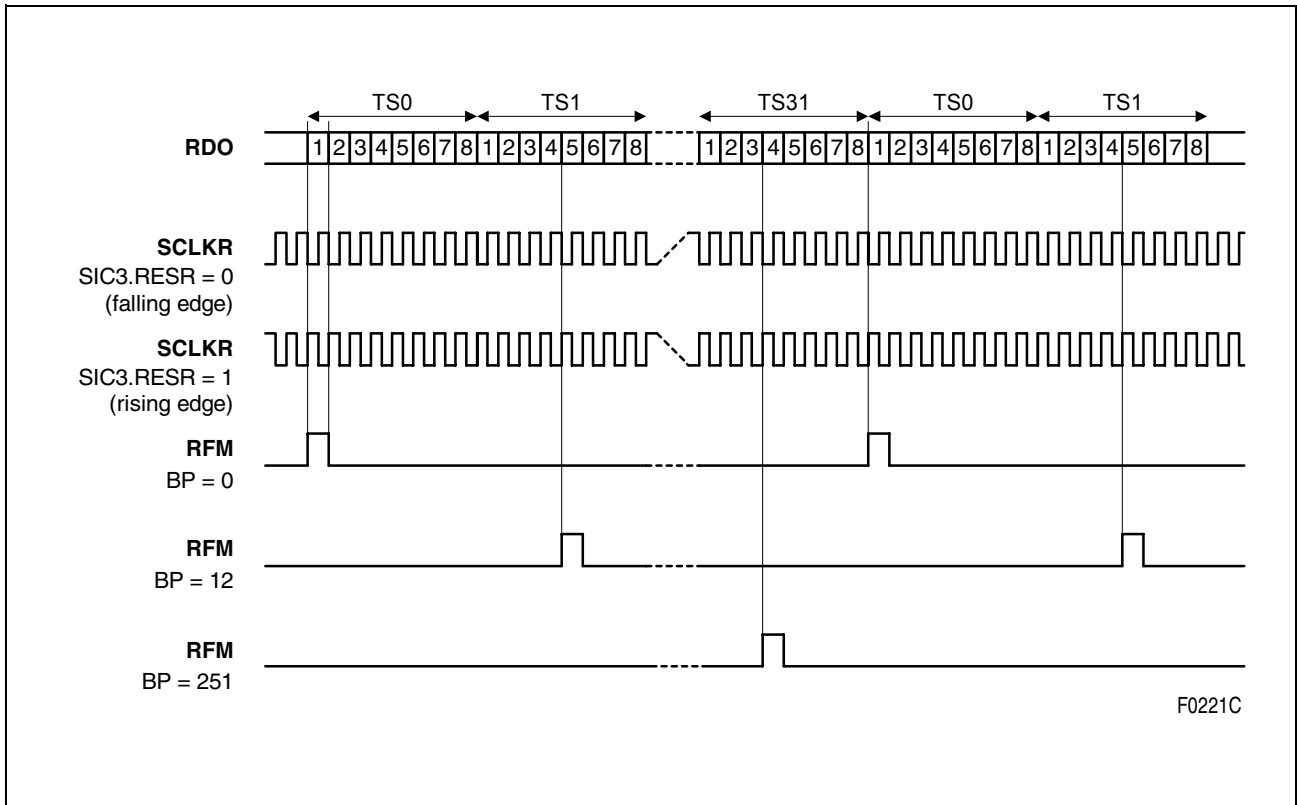 TS0 TS1 TS31 TS0 TS1
RDO 1 2 3 4 5 6 7 8 1 2 3 4 5 6 7 8 1 2 3 4 5 6 7 8 1 2 3 4 5 6 7 8 1 2 3 4 5 6 7 8
SCLKR
SIC3.RESR = 0
(falling edge)
SCLKR
SIC3.RESR = 1
(rising edge)
RFM
BP = 0
RFM
BP = 12
RFM
BP = 251
F0221C